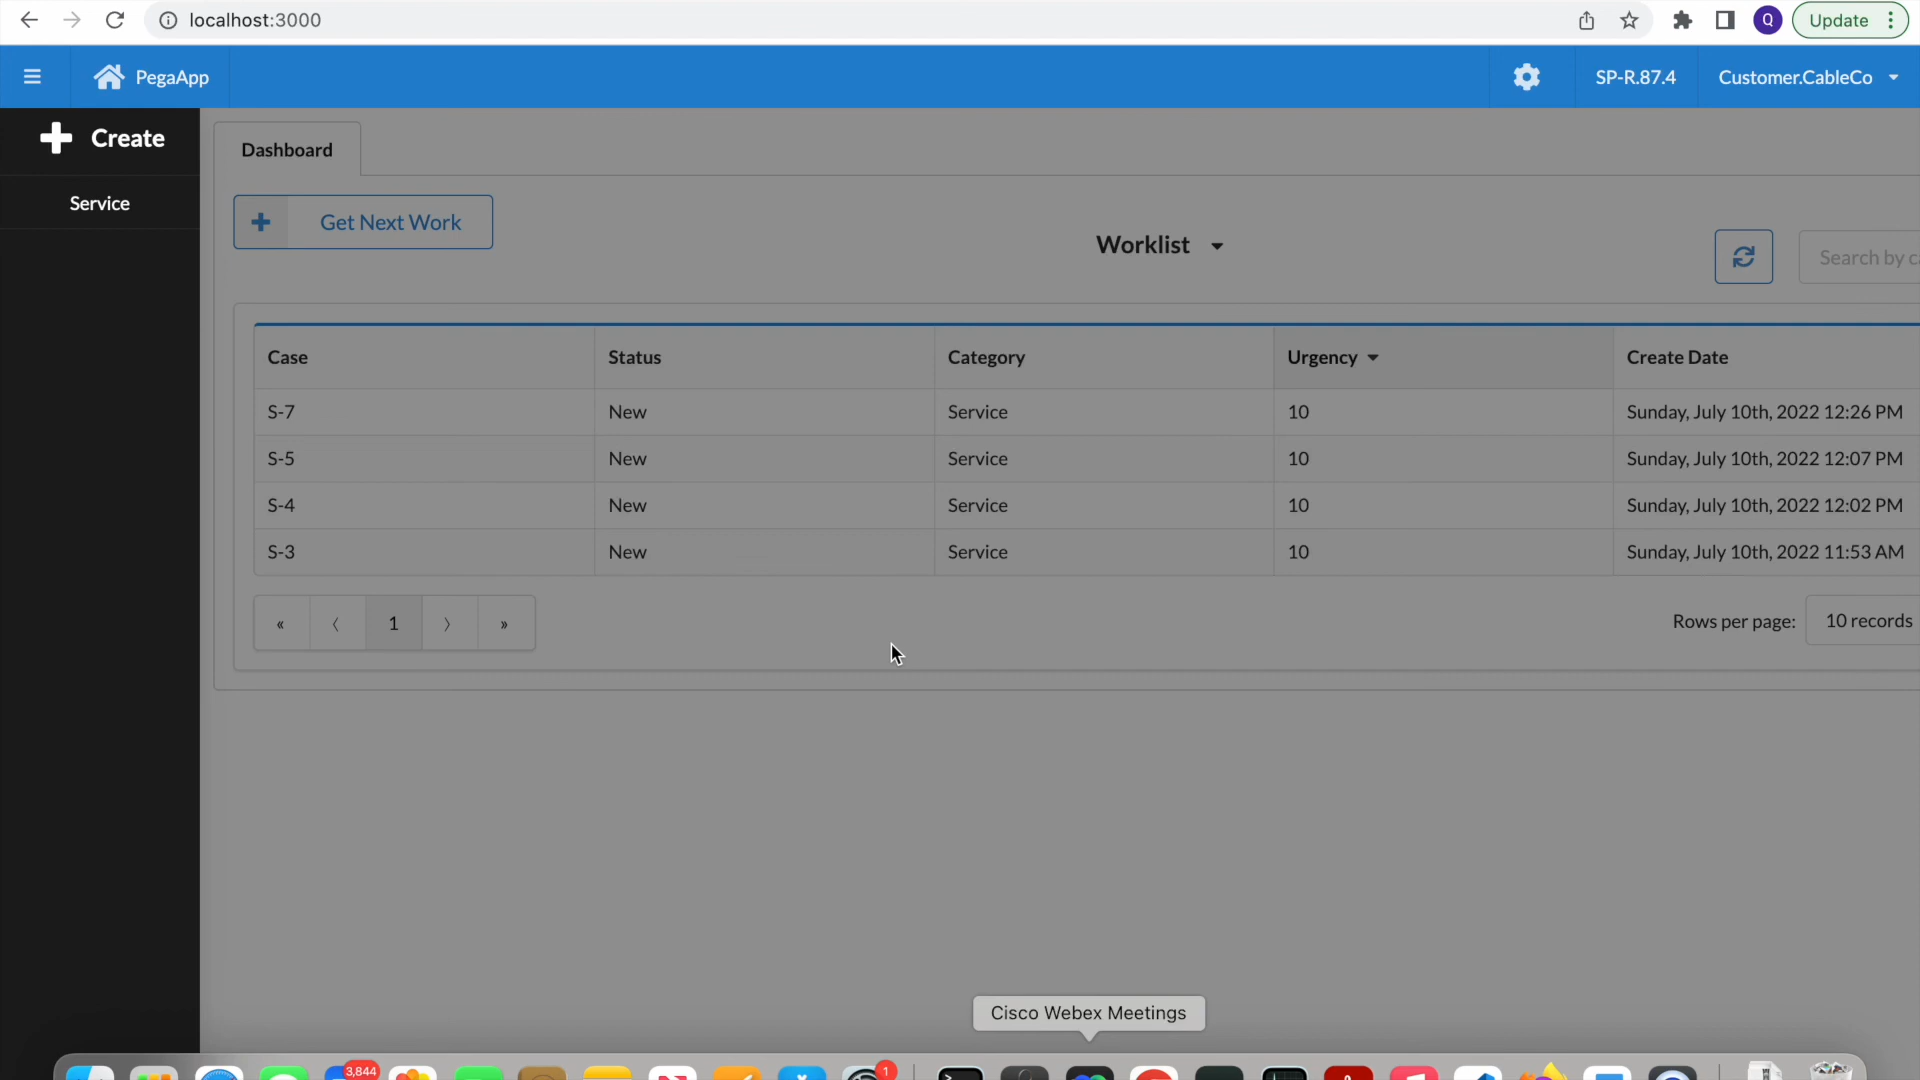 localhost:3000
Q
Update
PegaApp
SP-R.87.4
Customer.CableCo
Create
Service
Dashboard
Get Next Work
Worklist
Search by ca
Case Status Category Urgency Create Date
S-7 New Service 10 Sunday, July 10th, 2022 12:26 PM
S-5 New Service 10 Sunday, July 10th, 2022 12:07 PM
S-4 New Service 10 Sunday, July 10th, 2022 12:02 PM
S-3 New Service 10 Sunday, July 10th, 2022 11:53 AM
« 〈 1 〉 »
Rows per page: 10 records
Cisco Webex Meetings
3,844
1